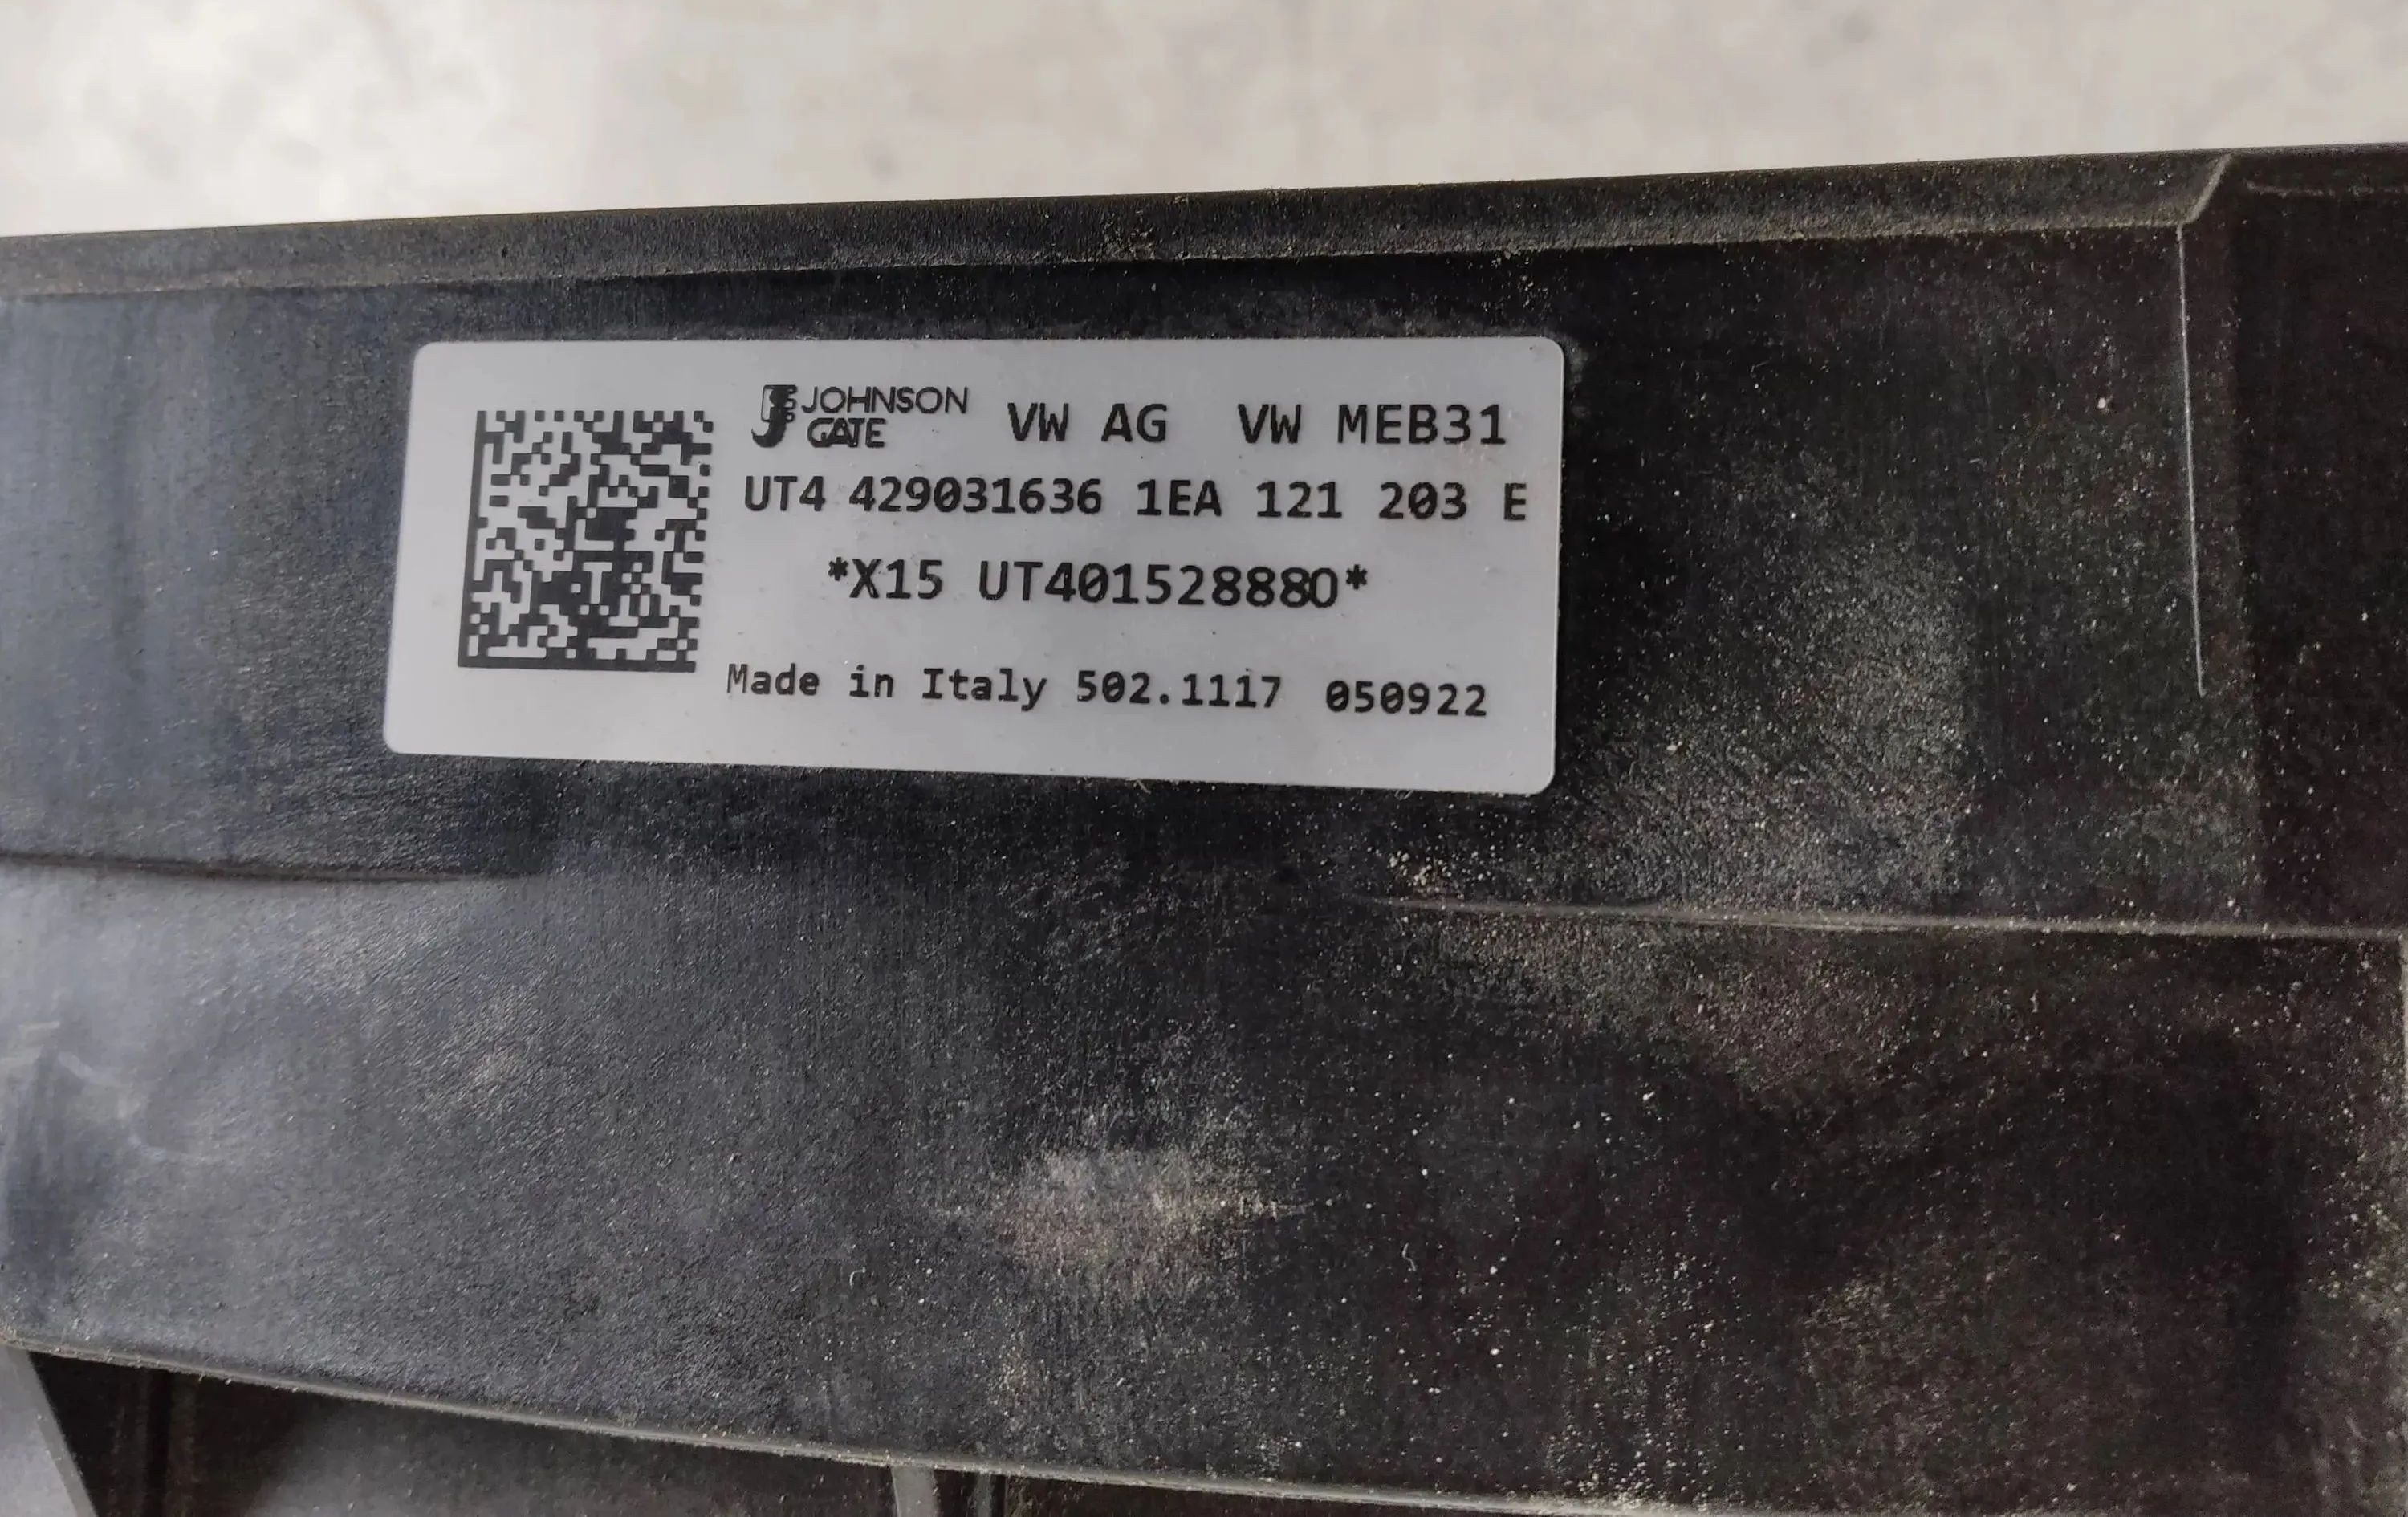 JOHNSON
GATE
VW AG VW MEB31
UT4 429031636 1EA 121 203 E
*X15 UT401528880*
Made in Italy 502.1117 050922